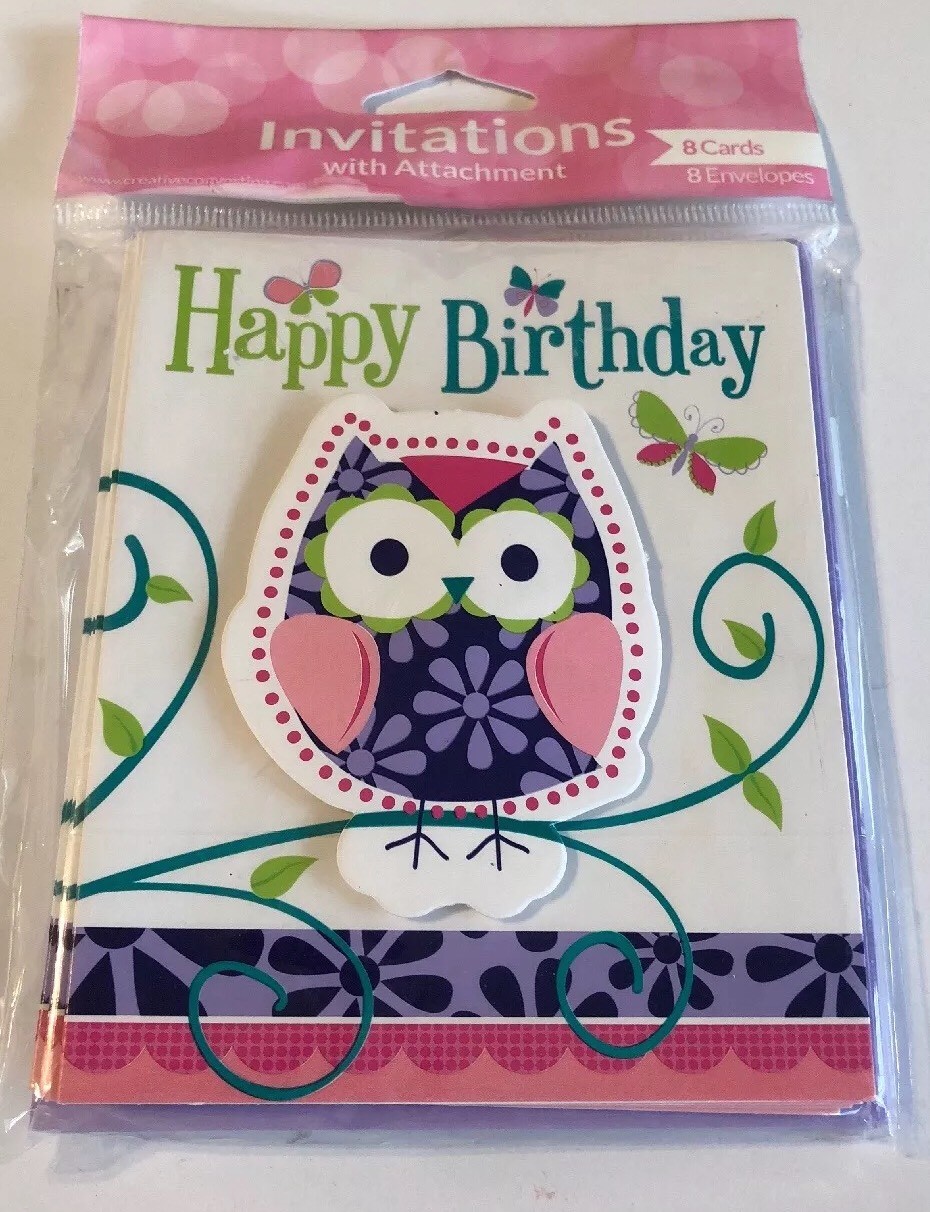 Invitations
with Attachment
8 Cards
8 Envelopes
Happy Birthday